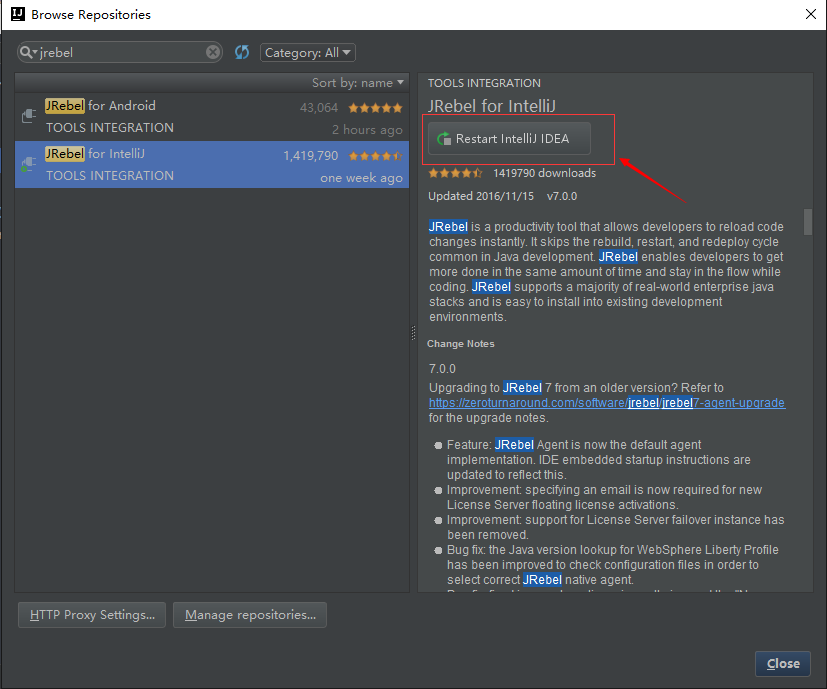 IJ Browse Repositories
jrebel
Category: All
Sort by: name
JRebel for Android
43,064
TOOLS INTEGRATION
2 hours ago
JRebel for IntelliJ
1,419,790
TOOLS INTEGRATION
one week ago
TOOLS INTEGRATION
JRebel for IntelliJ
Restart IntelliJ IDEA
1419790 downloads
Updated 2016/11/15 v7.0.0
JRebel is a productivity tool that allows developers to reload code
changes instantly. It skips the rebuild, restart, and redeploy cycle
common in Java development. JRebel enables developers to get
more done in the same amount of time and stay in the flow while
coding. JRebel supports a majority of real-world enterprise java
stacks and is easy to install into existing development
environments.
Change Notes
7.0.0
Upgrading to JRebel 7 from an older version? Refer to
https://zeroturnaround.com/software/jrebel/jrebel7-agent-upgrade
for the upgrade notes.
Feature: JRebel Agent is now the default agent
implementation. IDE embedded startup instructions are
updated to reflect this.
Improvement: specifying an email is now required for new
License Server floating license activations.
Improvement: support for License Server failover instance has
been removed.
Bug fix: the Java version lookup for WebSphere Liberty Profile
has been improved to check configuration files in order to
select correct JRebel native agent.
HTTP Proxy Settings...
Manage repositories...
Close